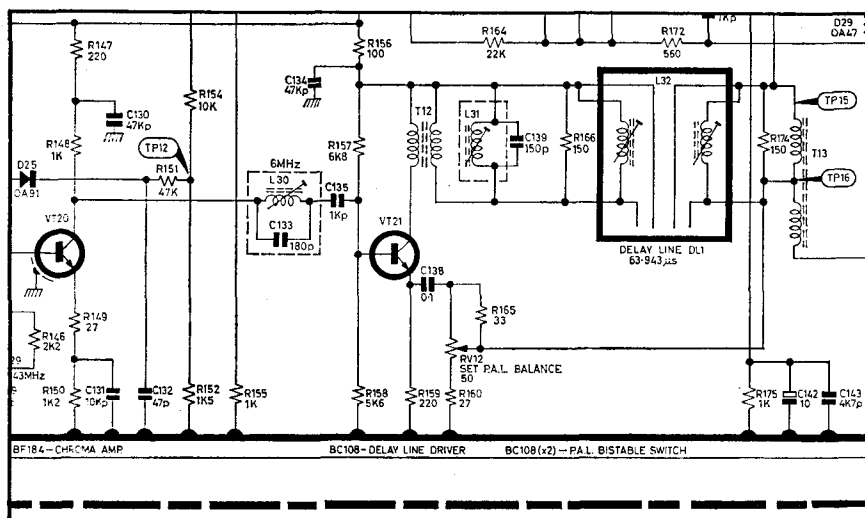 R147
220
R156
100
R164
22K
R172
560
7Kp
D29
OA47
C134
47Kp
R154
10K
C130
47Kp
L32
TP15
T12
L31
R148
1K
TP12
R157
6K8
C139
150p
R166
150
R174
150
T13
6MHz
L30
D25
OA91
R151
47K
C135
1Kp
TP16
VT20
VT21
C133
180p
DELAY LINE DL1
63·943µs
C138
0·1
R149
27
R165
33
R146
2K2
29
43MHz
RV12
SET P.A.L. BALANCE
50
R150
1K2
C131
10Kp
C132
47p
R152
1K5
R155
1K
R158
5K6
R159
220
R160
27
R175
1K
C142
10
C143
4K7p
BF184-CHROMA AMP.
BC108-DELAY LINE DRIVER
BC108(x2)-P.A.L. BISTABLE SWITCH